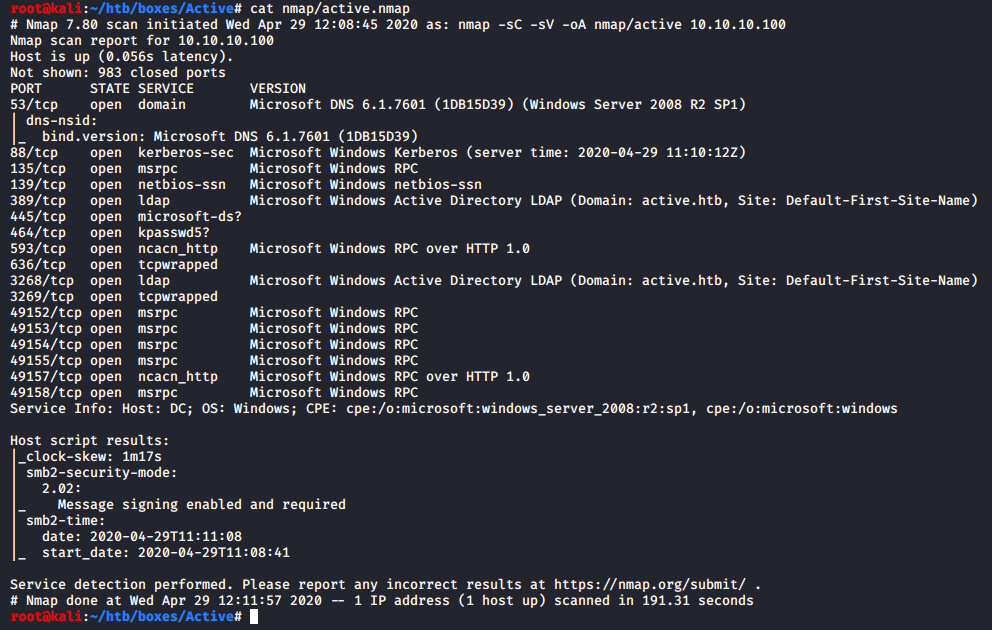 root@kali:~/htb/boxes/Active# cat nmap/active.nmap
# Nmap 7.80 scan initiated Wed Apr 29 12:08:45 2020 as: nmap -sC -sV -oA nmap/active 10.10.10.100
Nmap scan report for 10.10.10.100
Host is up (0.056s latency).
Not shown: 983 closed ports
PORT      STATE SERVICE       VERSION
53/tcp    open  domain        Microsoft DNS 6.1.7601 (1DB15D39) (Windows Server 2008 R2 SP1)
| dns-nsid:
|_  bind.version: Microsoft DNS 6.1.7601 (1DB15D39)
88/tcp    open  kerberos-sec  Microsoft Windows Kerberos (server time: 2020-04-29 11:10:12Z)
135/tcp   open  msrpc         Microsoft Windows RPC
139/tcp   open  netbios-ssn   Microsoft Windows netbios-ssn
389/tcp   open  ldap          Microsoft Windows Active Directory LDAP (Domain: active.htb, Site: Default-First-Site-Name)
445/tcp   open  microsoft-ds?
464/tcp   open  kpasswd5?
593/tcp   open  ncacn_http    Microsoft Windows RPC over HTTP 1.0
636/tcp   open  tcpwrapped
3268/tcp  open  ldap          Microsoft Windows Active Directory LDAP (Domain: active.htb, Site: Default-First-Site-Name)
3269/tcp  open  tcpwrapped
49152/tcp open  msrpc         Microsoft Windows RPC
49153/tcp open  msrpc         Microsoft Windows RPC
49154/tcp open  msrpc         Microsoft Windows RPC
49155/tcp open  msrpc         Microsoft Windows RPC
49157/tcp open  ncacn_http    Microsoft Windows RPC over HTTP 1.0
49158/tcp open  msrpc         Microsoft Windows RPC
Service Info: Host: DC; OS: Windows; CPE: cpe:/o:microsoft:windows_server_2008:r2:sp1, cpe:/o:microsoft:windows

Host script results:
|_clock-skew: 1m17s
| smb2-security-mode:
|   2.02:
|_    Message signing enabled and required
| smb2-time:
|   date: 2020-04-29T11:11:08
|_  start_date: 2020-04-29T11:08:41

Service detection performed. Please report any incorrect results at https://nmap.org/submit/ .
# Nmap done at Wed Apr 29 12:11:57 2020 -- 1 IP address (1 host up) scanned in 191.31 seconds
root@kali:~/htb/boxes/Active#